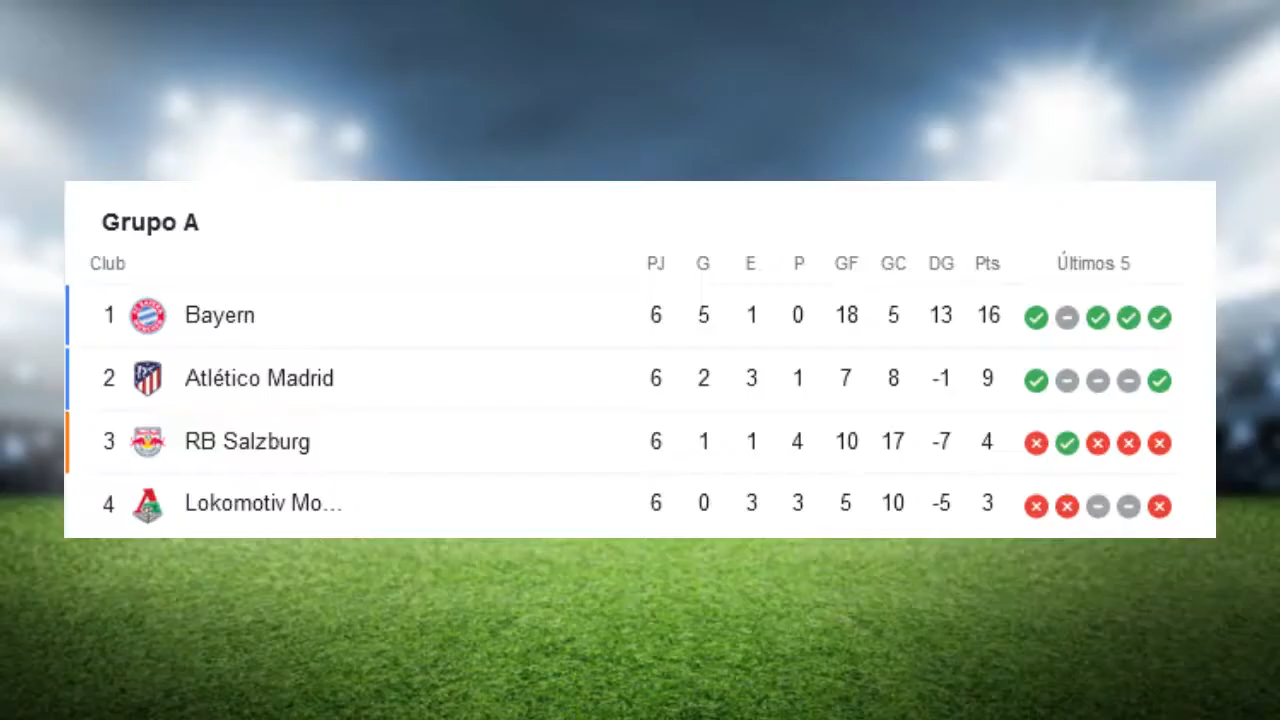 Grupo A
Club PJ G E P GF GC DG Pts Últimos 5
1 Bayern 6 5 1 0 18 5 13 16
2 Atlético Madrid 6 2 3 1 7 8 -1 9
3 RB Salzburg 6 1 1 4 10 17 -7 4
4 Lokomotiv Mo... 6 0 3 3 5 10 -5 3